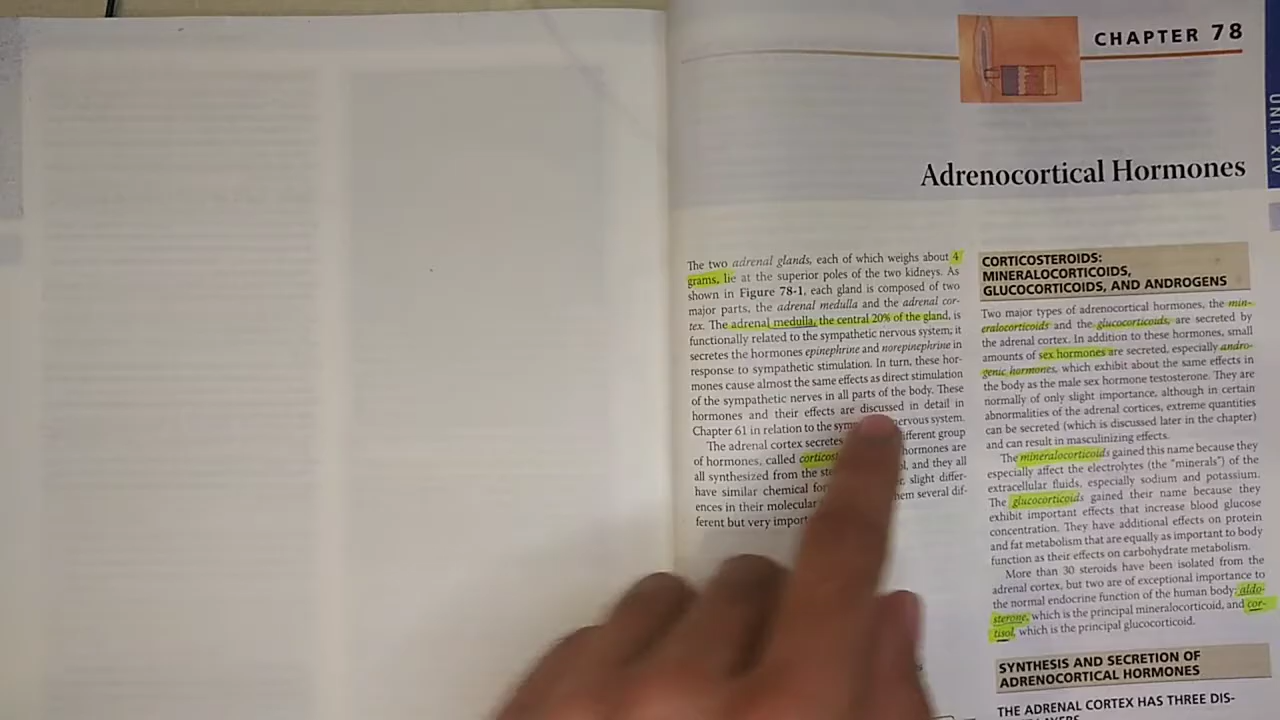 CHAPTER 78
UNIT XIV
Adrenocortical Hormones
The two adrenal glands, each of which weighs about 4
grams, lie at the superior poles of the two kidneys. As
shown in Figure 78-1, each gland is composed of two
major parts, the adrenal medulla and the adrenal cor-
tex. The adrenal medulla, the central 20% of the gland, is
functionally related to the sympathetic nervous system; it
secretes the hormones epinephrine and norepinephrine in
response to sympathetic stimulation. In turn, these hor-
mones cause almost the same effects as direct stimulation
of the sympathetic nerves in all parts of the body. These
hormones and their effects are discussed in detail in
Chapter 61 in relation to the nervous system.
The adrenal cortex secretes different group
of hormones, called hormones are
all synthesized from the and they all
have similar chemical slight differ-
ences in their molecular several dif-
ferent but very
CORTICOSTEROIDS:
MINERALOCORTICOIDS,
GLUCOCORTICOIDS, AND ANDROGENS
Two major types of adrenocortical hormones, the min-
eralocorticoids and the glucocorticoids, are secreted by
the adrenal cortex. In addition to these hormones, small
amounts of sex hormones are secreted, especially andro-
genic hormones, which exhibit about the same effects in
the body as the male sex hormone testosterone. They are
normally of only slight importance, although in certain
abnormalities of the adrenal cortices, extreme quantities
can be secreted (which is discussed later in the chapter)
and can result in masculinizing effects.
The mineralocorticoids gained this name because they
especially affect the electrolytes (the “minerals”) of the
extracellular fluids, especially sodium and potassium.
The glucocorticoids gained their name because they
exhibit important effects that increase blood glucose
concentration. They have additional effects on protein
and fat metabolism that are equally as important to body
function as their effects on carbohydrate metabolism.
More than 30 steroids have been isolated from the
adrenal cortex, but two are of exceptional importance to
the normal endocrine function of the human body: aldo-
sterone, which is the principal mineralocorticoid, and cor-
tisol, which is the principal glucocorticoid.
SYNTHESIS AND SECRETION OF
ADRENOCORTICAL HORMONES
THE ADRENAL CORTEX HAS THREE DIS-